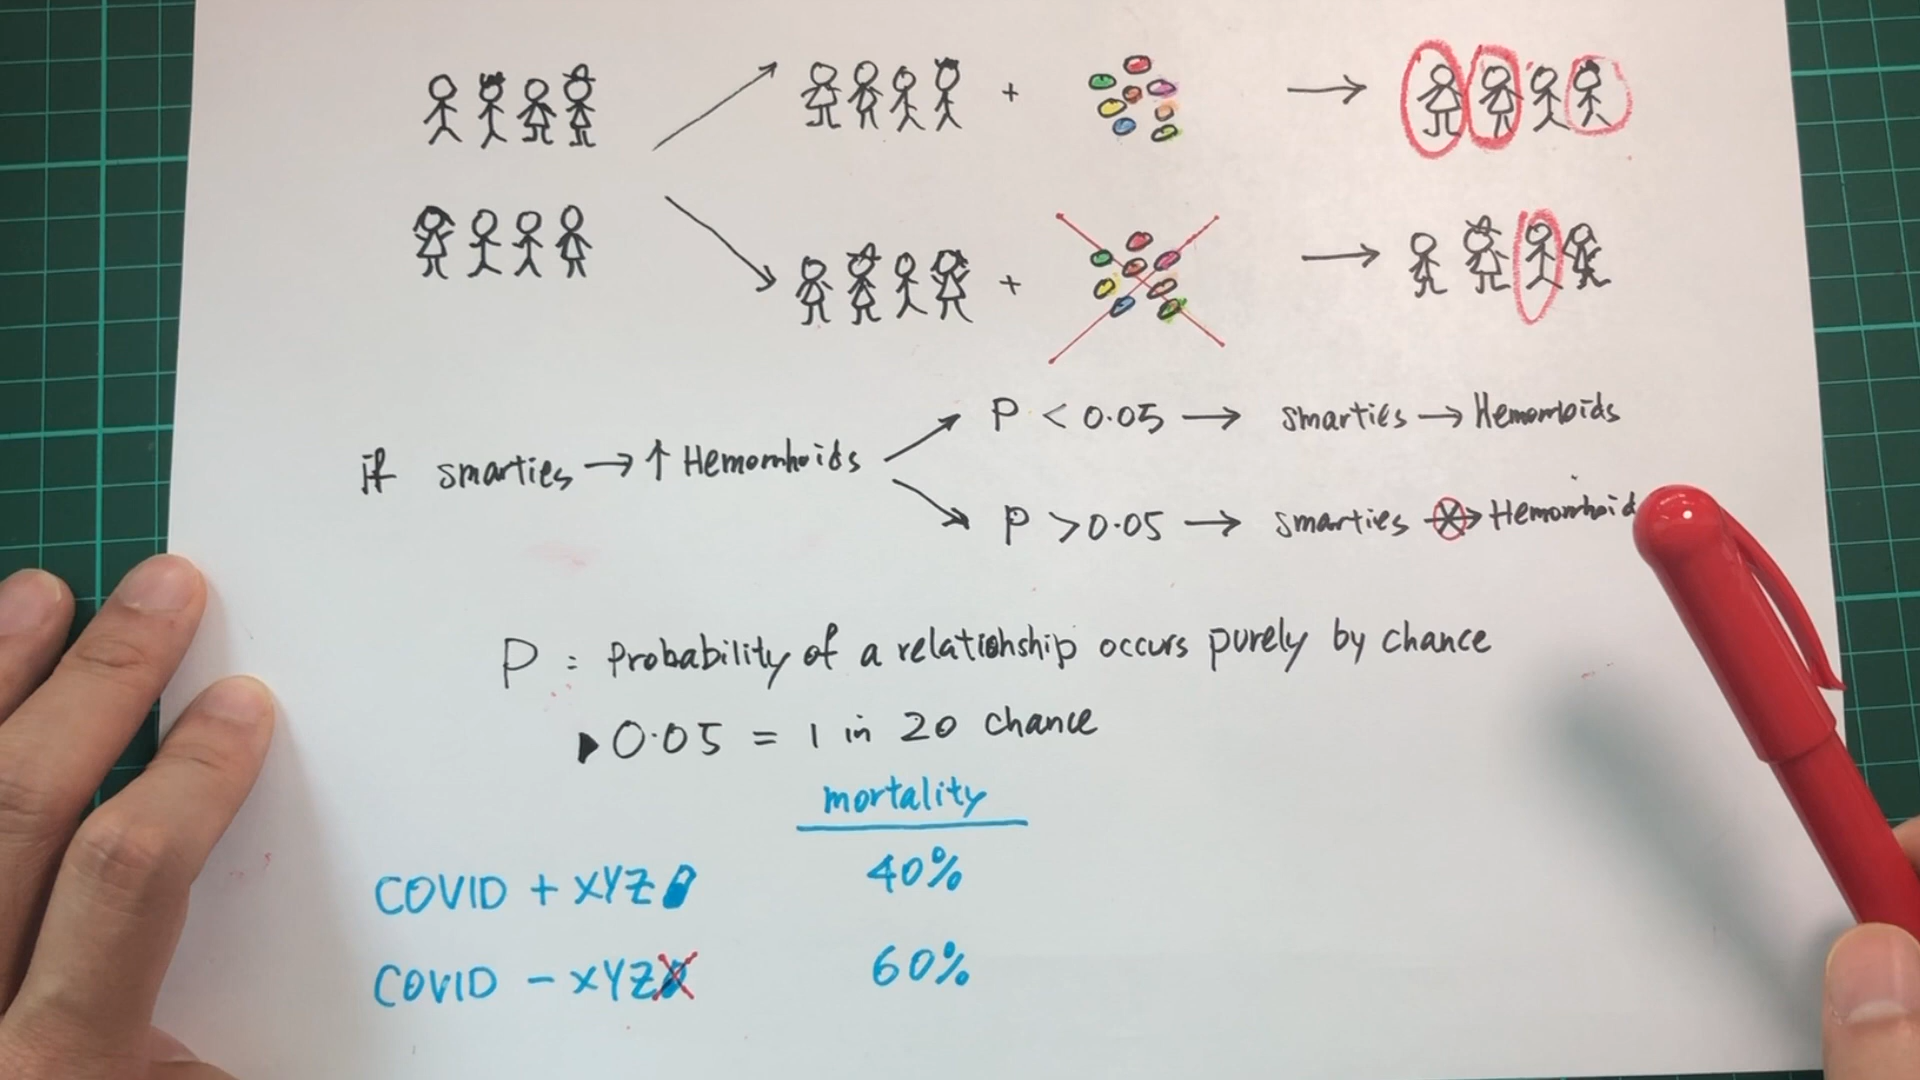 +
+
if smarties → ↑ Hemorrhoids
P < 0.05 → smarties → Hemorrhoids
P > 0.05 → smarties → Hemorrhoid
P : Probability of a relationship occurs purely by chance
0.05 = 1 in 20 chance
mortality
COVID + XYZ 40%
COVID - XYZ 60%